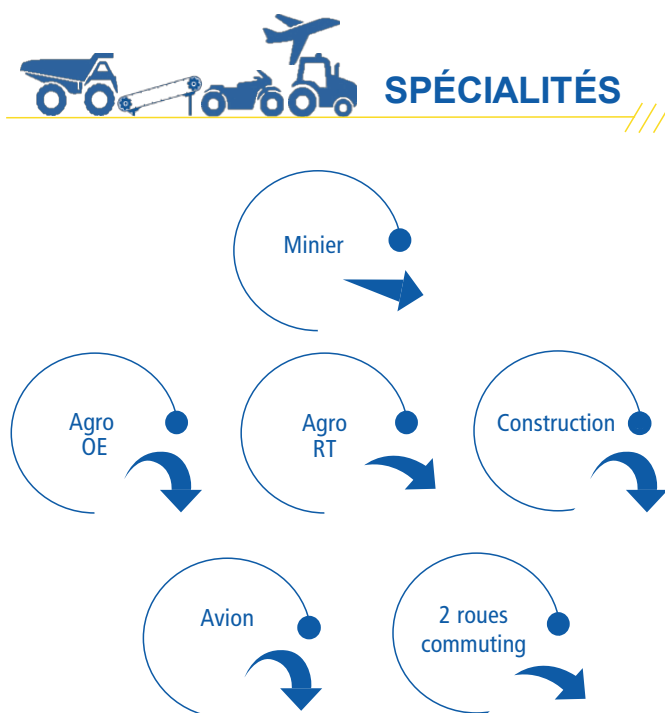 SPÉCIALITÉS
Minier
Agro
OE
Agro
RT
Construction
Avion
2 roues
commuting